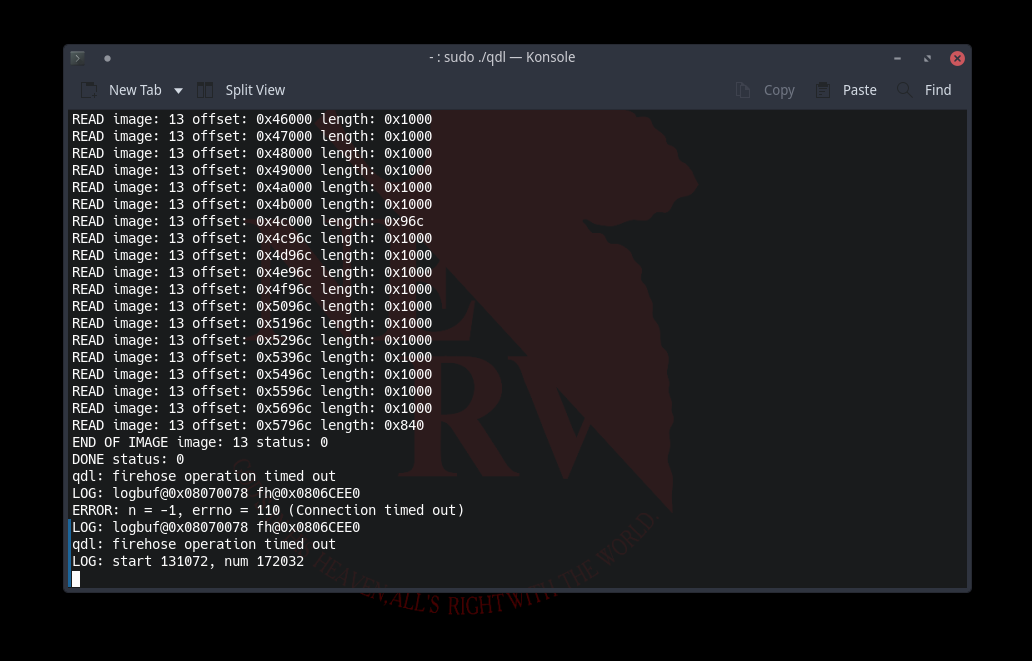 - : sudo ./qdl — Konsole
New Tab Split View Copy Paste Find
READ image: 13 offset: 0x46000 length: 0x1000
READ image: 13 offset: 0x47000 length: 0x1000
READ image: 13 offset: 0x48000 length: 0x1000
READ image: 13 offset: 0x49000 length: 0x1000
READ image: 13 offset: 0x4a000 length: 0x1000
READ image: 13 offset: 0x4b000 length: 0x1000
READ image: 13 offset: 0x4c000 length: 0x96c
READ image: 13 offset: 0x4c96c length: 0x1000
READ image: 13 offset: 0x4d96c length: 0x1000
READ image: 13 offset: 0x4e96c length: 0x1000
READ image: 13 offset: 0x4f96c length: 0x1000
READ image: 13 offset: 0x5096c length: 0x1000
READ image: 13 offset: 0x5196c length: 0x1000
READ image: 13 offset: 0x5296c length: 0x1000
READ image: 13 offset: 0x5396c length: 0x1000
READ image: 13 offset: 0x5496c length: 0x1000
READ image: 13 offset: 0x5596c length: 0x1000
READ image: 13 offset: 0x5696c length: 0x1000
READ image: 13 offset: 0x5796c length: 0x840
END OF IMAGE image: 13 status: 0
DONE status: 0
qdl: firehose operation timed out
LOG: logbuf@0x08070078 fh@0x0806CEE0
ERROR: n = -1, errno = 110 (Connection timed out)
LOG: logbuf@0x08070078 fh@0x0806CEE0
qdl: firehose operation timed out
LOG: start 131072, num 172032
NERV
HEAVEN.ALL'S RIGHT WITH THE WORLD.